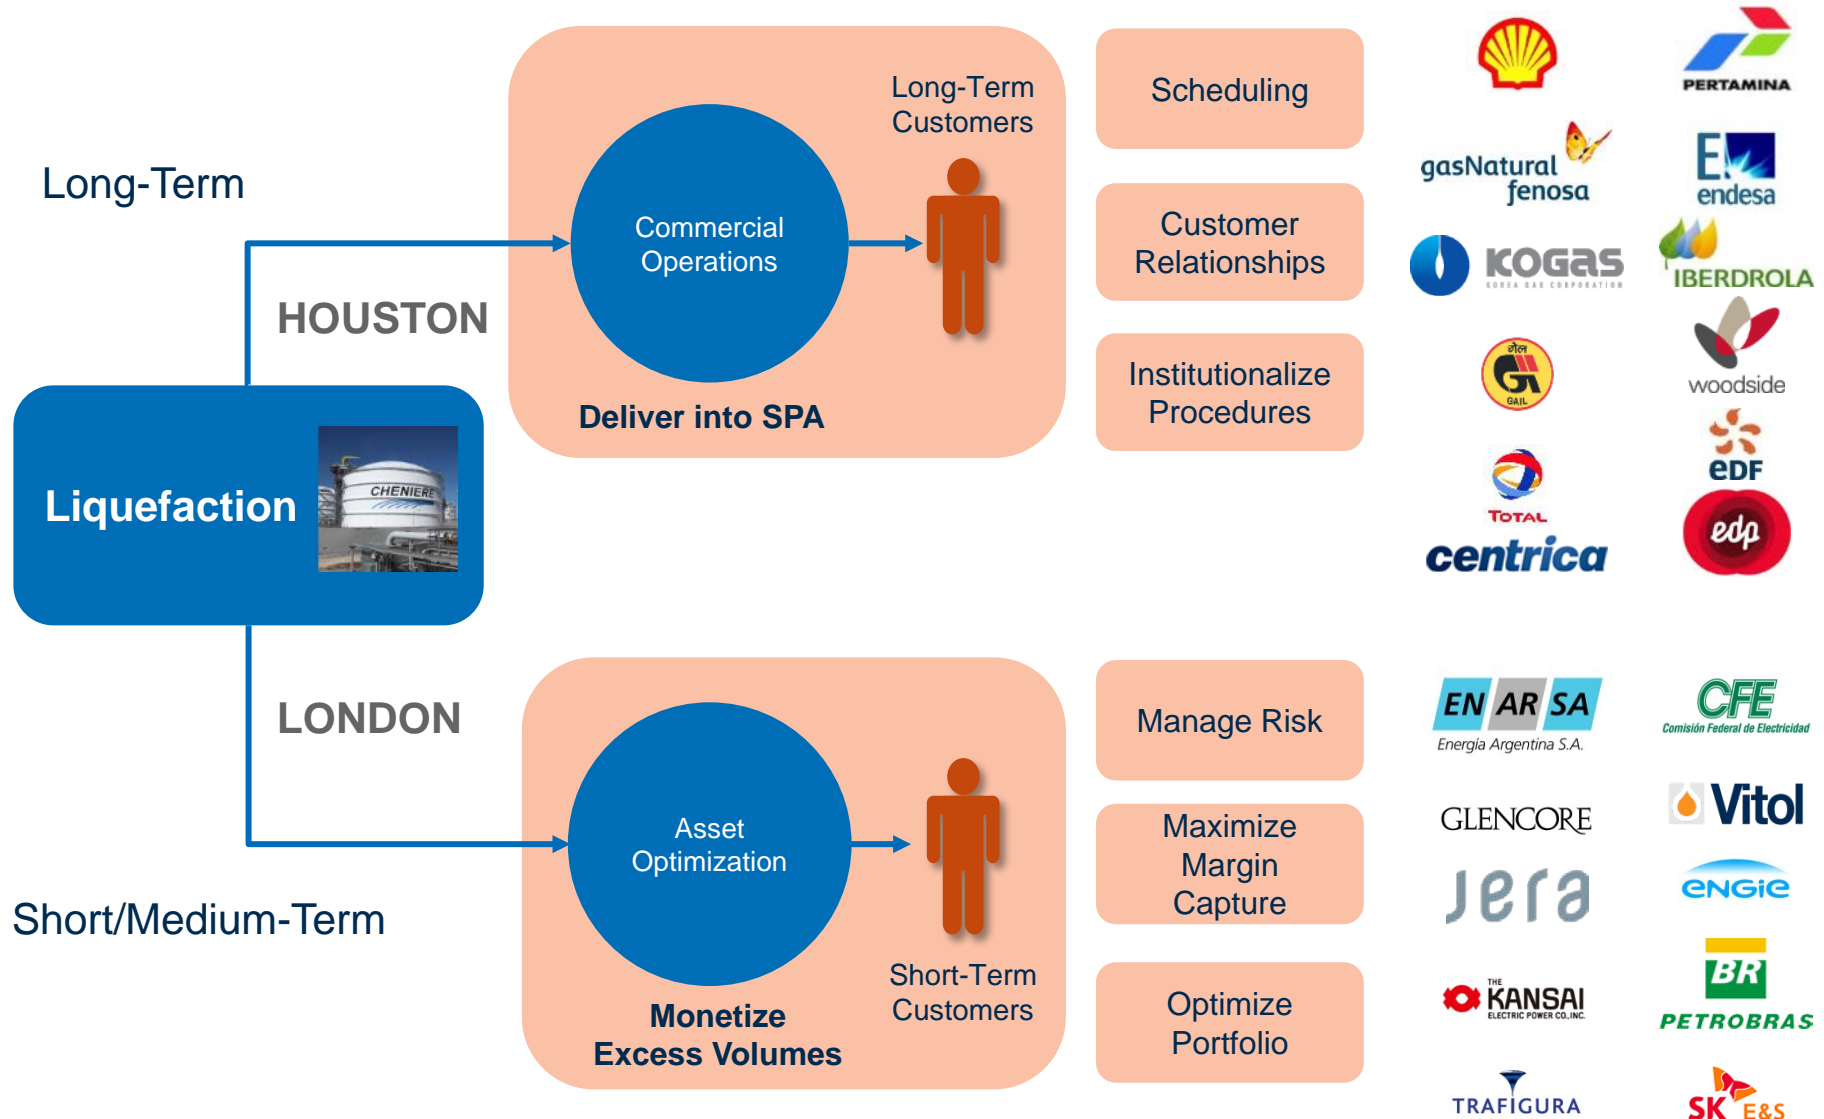 Long-Term
HOUSTON
Liquefaction
CHENIERE
LONDON
Short/Medium-Term
Long-Term
Customers
Commercial
Operations
Deliver into SPA
Asset
Optimization
Short-Term
Customers
Monetize
Excess Volumes
Scheduling
Customer
Relationships
Institutionalize
Procedures
Manage Risk
Maximize
Margin
Capture
Optimize
Portfolio
PERTAMINA
gasNatural
fenosa
E
endesa
KOGAS
KOREA GAS CORPORATION
IBERDROLA
गेल
GAIL
woodside
TOTAL
eDF
centrica
edp
EN AR SA
Energía Argentina S.A.
CFE
Comisión Federal de Electricidad
GLENCORE
Vitol
Jera
ENGIE
THE
KANSAI
ELECTRIC POWER CO., INC.
BR
PETROBRAS
TRAFIGURA
SK E&S